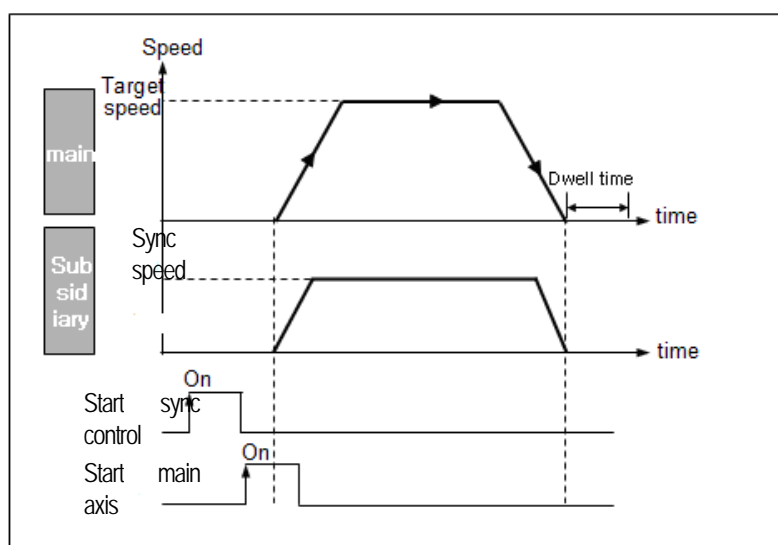 Speed
Target
speed
main
Dwell time
time
Sync
speed
Sub
sid
iary
time
On
Start sync
control
On
Start main
axis